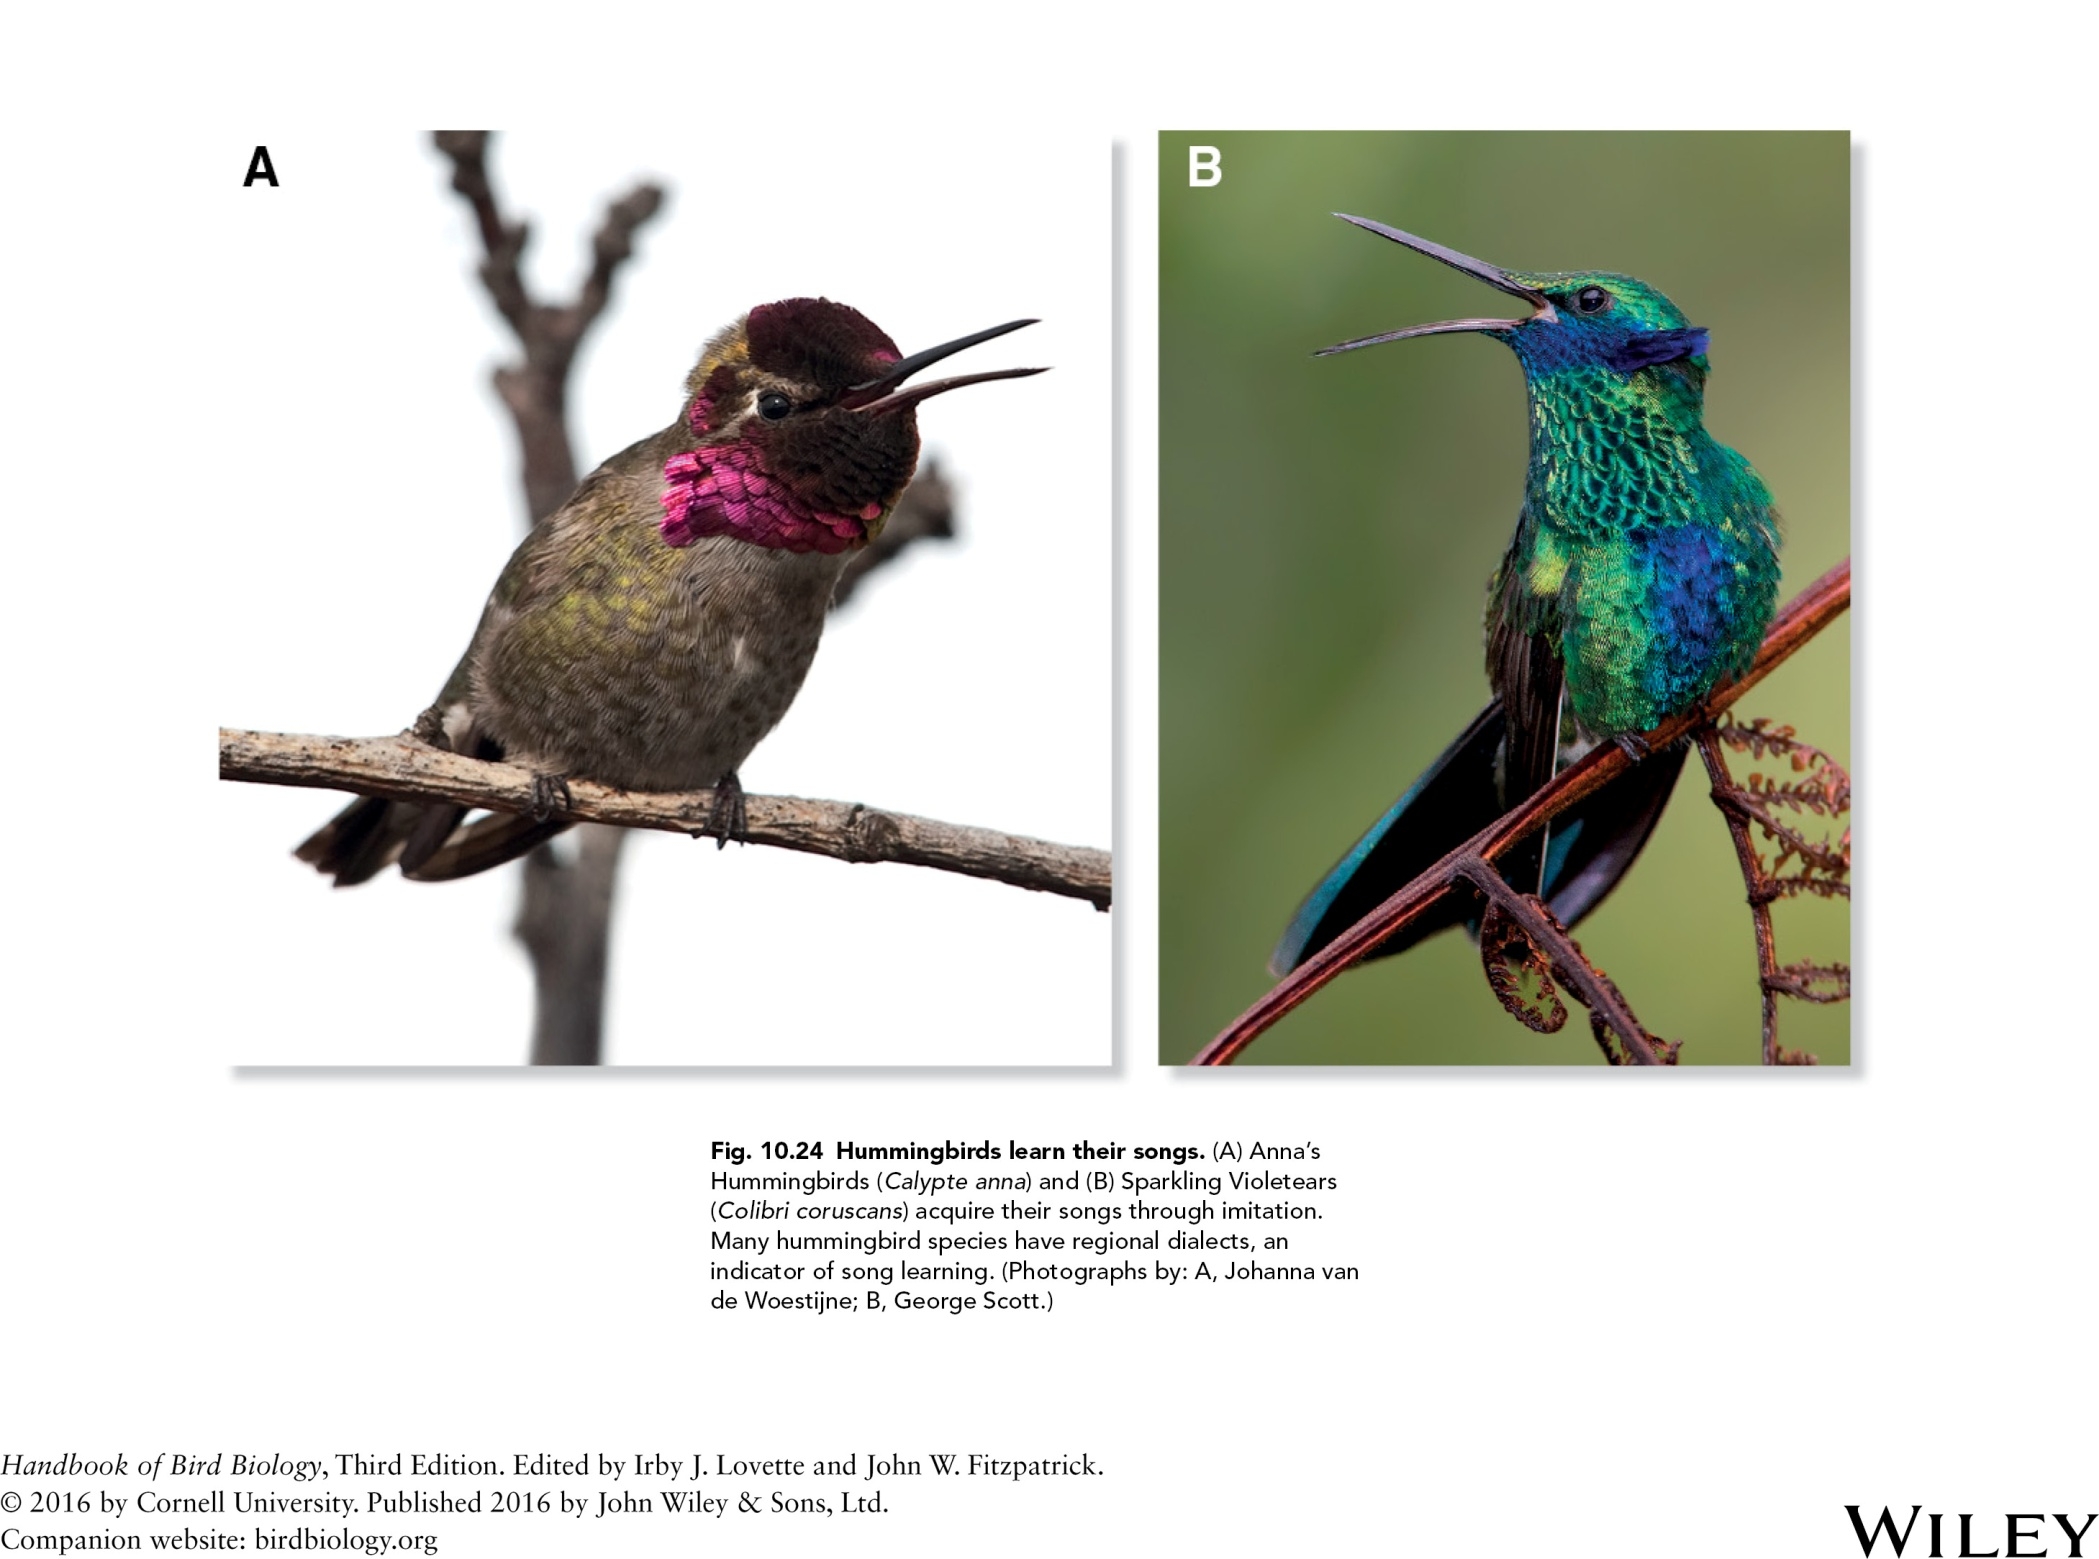 A
B
Fig. 10.24 Hummingbirds learn their songs. (A) Anna’s
Hummingbirds (Calypte anna) and (B) Sparkling Violetears
(Colibri coruscans) acquire their songs through imitation.
Many hummingbird species have regional dialects, an
indicator of song learning. (Photographs by: A, Johanna van
de Woestijne; B, George Scott.)
Handbook of Bird Biology, Third Edition. Edited by Irby J. Lovette and John W. Fitzpatrick.
© 2016 by Cornell University. Published 2016 by John Wiley & Sons, Ltd.
Companion website: birdbiology.org
WILEY